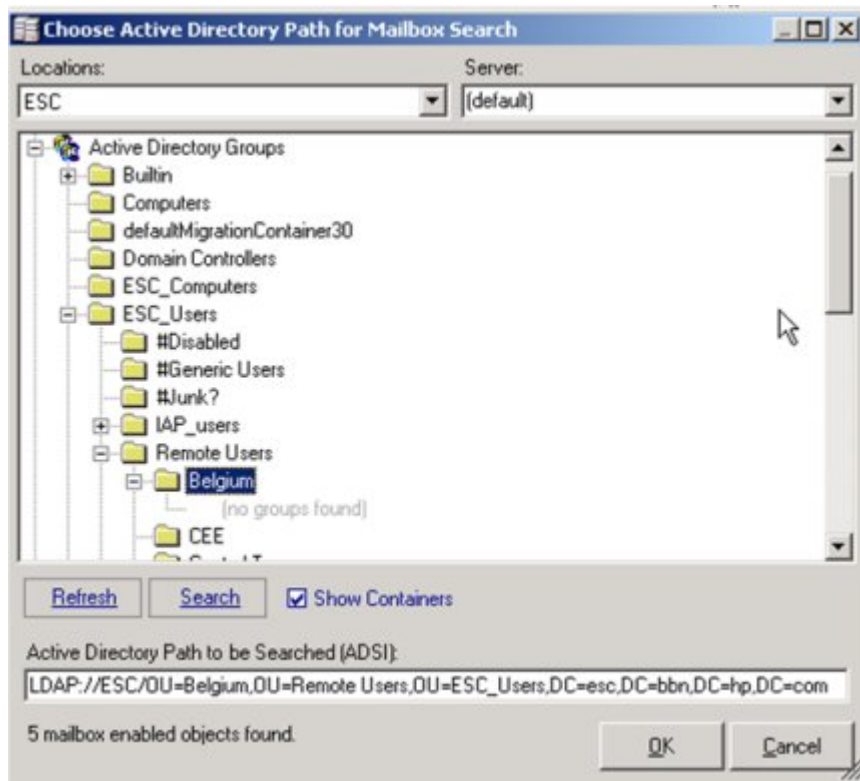 Choose Active Directory Path for Mailbox Search
Locations: Server:
ESC (default)
Active Directory Groups
Builtin
Computers
defaultMigrationContainer30
Domain Controllers
ESC_Computers
ESC_Users
#Disabled
#Generic Users
#Junk?
IAP_users
Remote Users
Belgium
(no groups found)
CEE
Refresh Search Show Containers
Active Directory Path to be Searched (ADSI):
LDAP://ESC/OU=Belgium,OU=Remote Users,OU=ESC_Users,DC=esc,DC=bbn,DC=hp,DC=com
5 mailbox enabled objects found.
OK Cancel